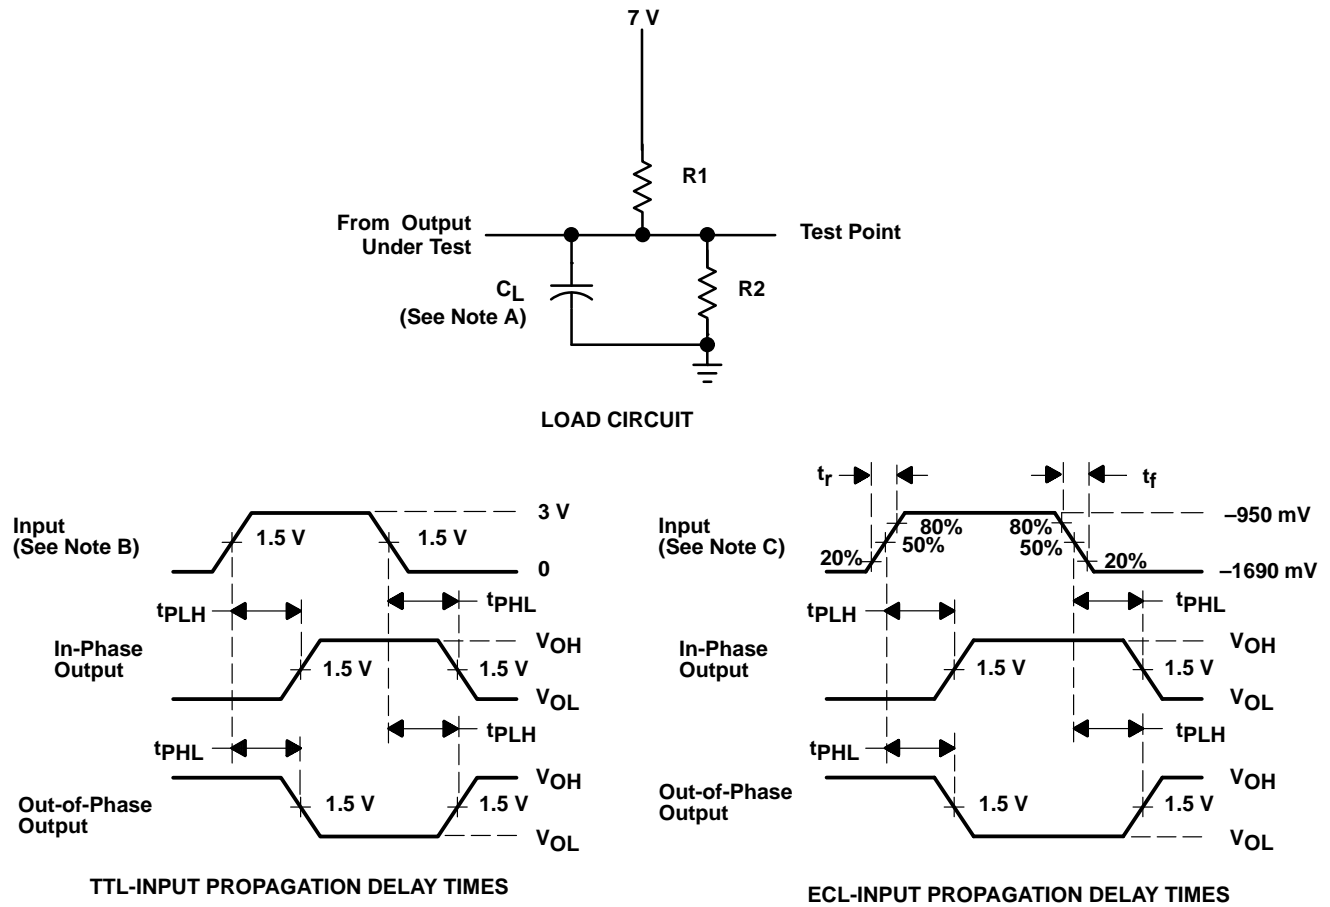 7 V
R1
From Output
Under Test
Test Point
CL
(See Note A)
R2
LOAD CIRCUIT
Input
(See Note B)
1.5 V
1.5 V
3 V
0
tPLH
tPHL
In-Phase
Output
1.5 V
1.5 V
VOH
VOL
tPHL
tPLH
Out-of-Phase
Output
1.5 V
1.5 V
VOH
VOL
TTL-INPUT PROPAGATION DELAY TIMES
tr
tf
Input
(See Note C)
20%
80%
50%
80%
50%
20%
–950 mV
–1690 mV
tPLH
tPHL
In-Phase
Output
1.5 V
1.5 V
VOH
VOL
tPHL
tPLH
Out-of-Phase
Output
1.5 V
1.5 V
VOH
VOL
ECL-INPUT PROPAGATION DELAY TIMES